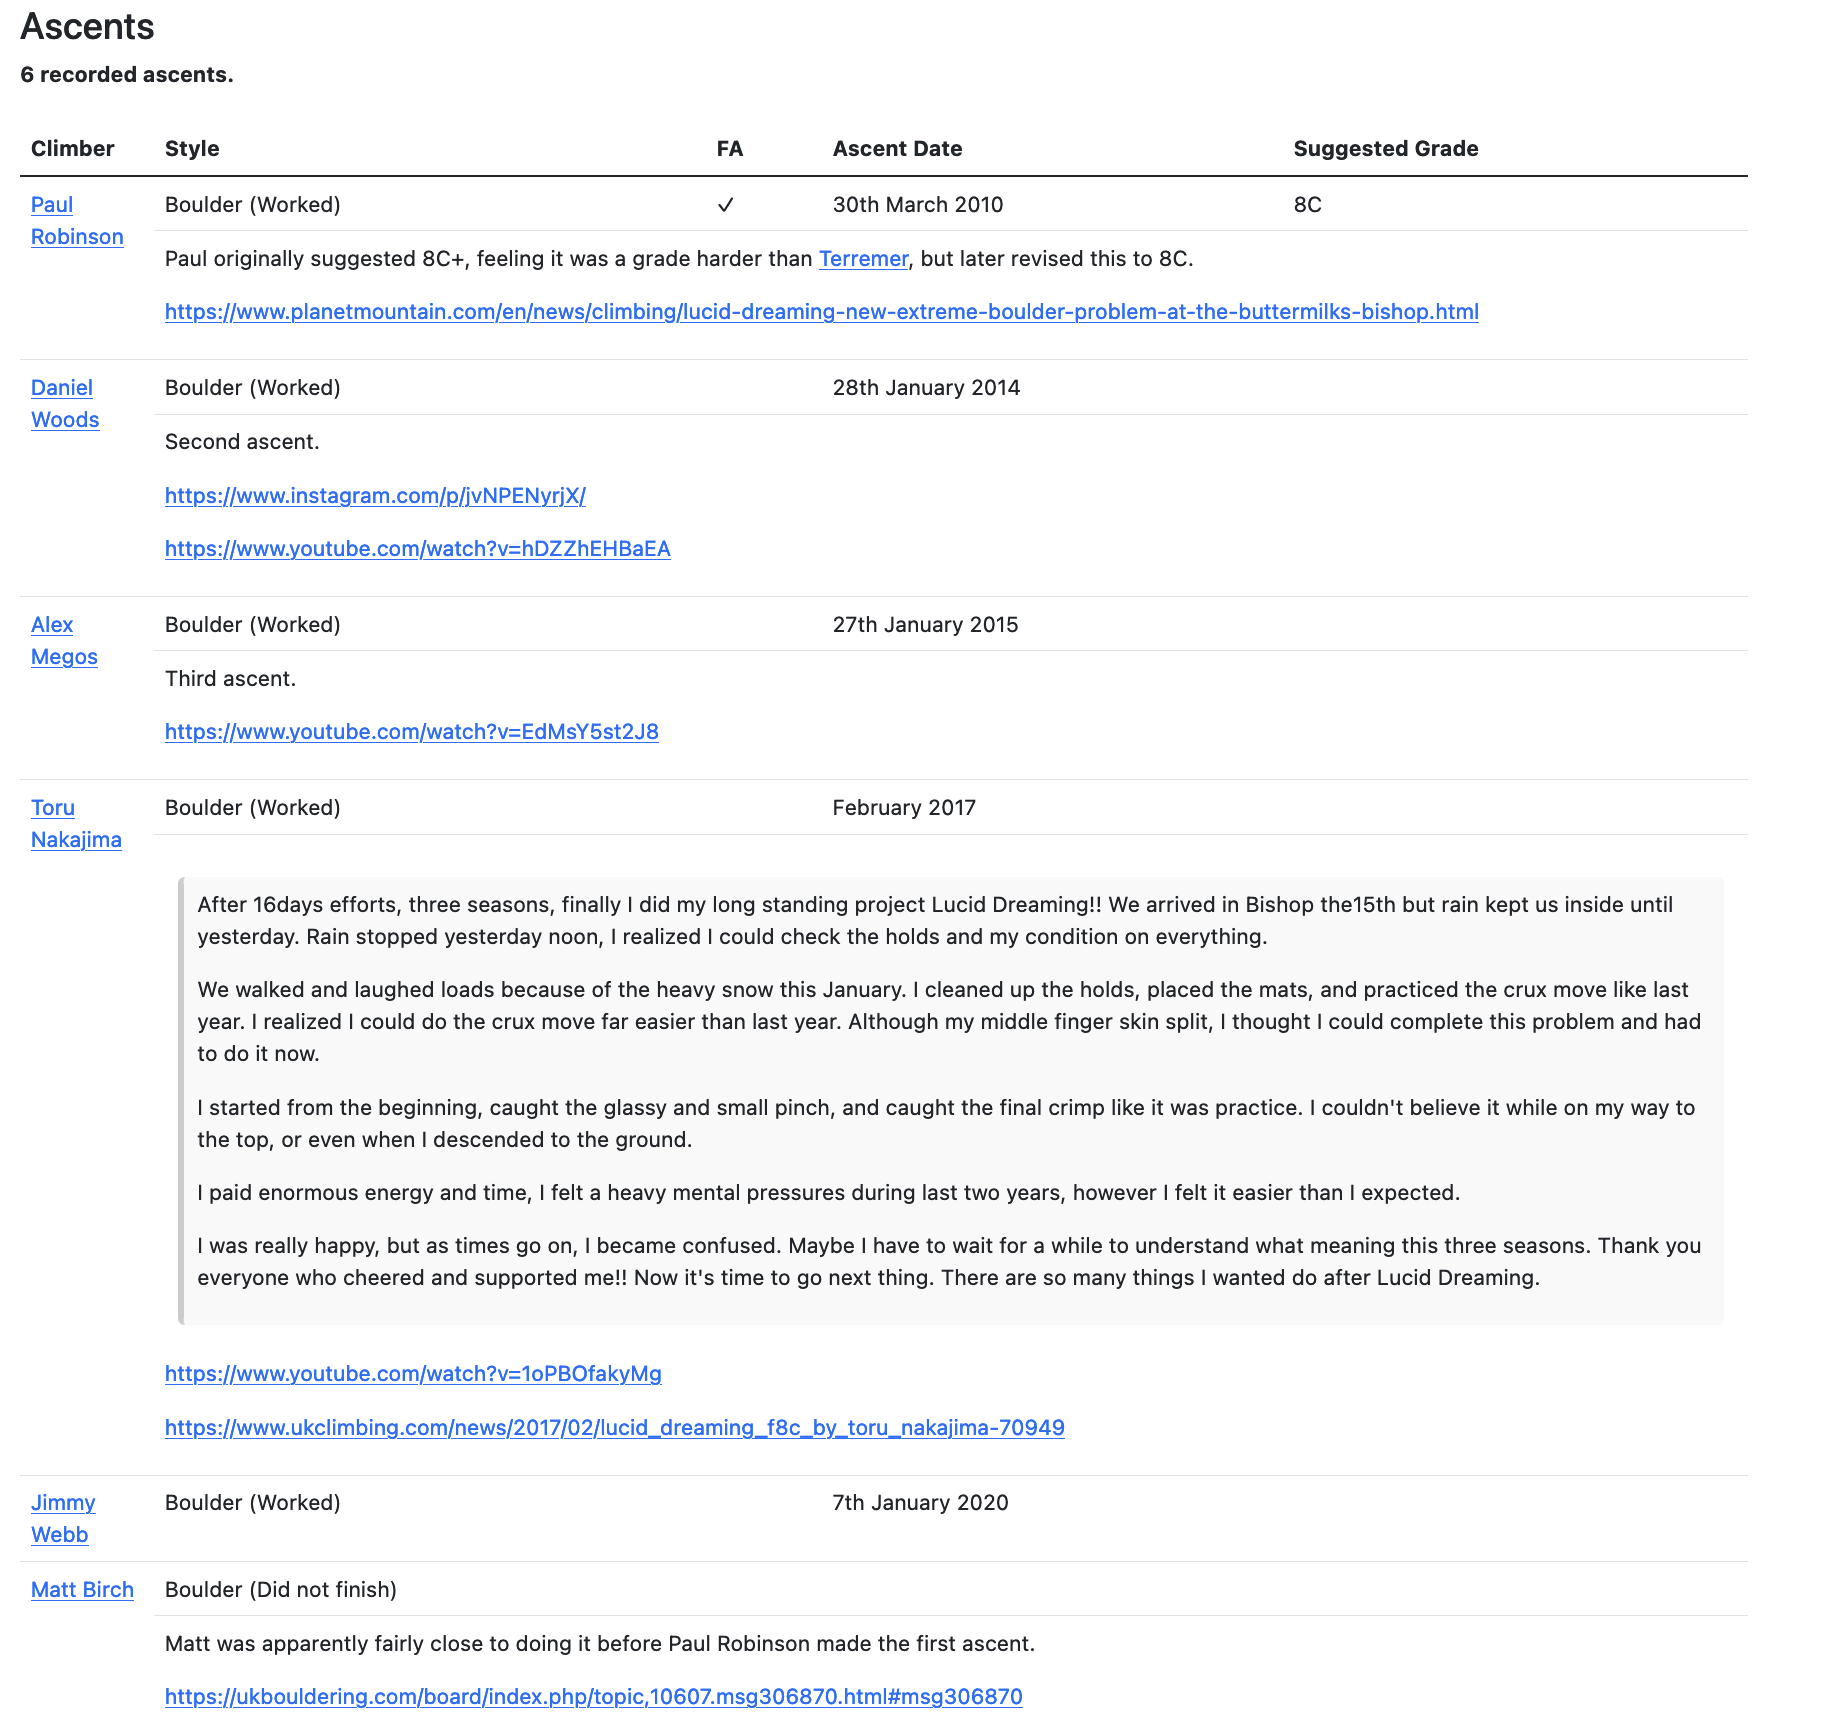 Ascents
6 recorded ascents.
Climber Style FA Ascent Date Suggested Grade
Paul Robinson Boulder (Worked) ✓ 30th March 2010 8C
Paul originally suggested 8C+, feeling it was a grade harder than Terremer, but later revised this to 8C.
https://www.planetmountain.com/en/news/climbing/lucid-dreaming-new-extreme-boulder-problem-at-the-buttermilks-bishop.html
Daniel Woods Boulder (Worked) 28th January 2014
Second ascent.
https://www.instagram.com/p/jvNPENyrjX/
https://www.youtube.com/watch?v=hDZZhEHBaEA
Alex Megos Boulder (Worked) 27th January 2015
Third ascent.
https://www.youtube.com/watch?v=EdMsY5st2J8
Toru Nakajima Boulder (Worked) February 2017
After 16days efforts, three seasons, finally I did my long standing project Lucid Dreaming!! We arrived in Bishop the15th but rain kept us inside until
yesterday. Rain stopped yesterday noon, I realized I could check the holds and my condition on everything.
We walked and laughed loads because of the heavy snow this January. I cleaned up the holds, placed the mats, and practiced the crux move like last
year. I realized I could do the crux move far easier than last year. Although my middle finger skin split, I thought I could complete this problem and had
to do it now.
I started from the beginning, caught the glassy and small pinch, and caught the final crimp like it was practice. I couldn't believe it while on my way to
the top, or even when I descended to the ground.
I paid enormous energy and time, I felt a heavy mental pressures during last two years, however I felt it easier than I expected.
I was really happy, but as times go on, I became confused. Maybe I have to wait for a while to understand what meaning this three seasons. Thank you
everyone who cheered and supported me!! Now it's time to go next thing. There are so many things I wanted do after Lucid Dreaming.
https://www.youtube.com/watch?v=1oPBOfakyMg
https://www.ukclimbing.com/news/2017/02/lucid_dreaming_f8c_by_toru_nakajima-70949
Jimmy Webb Boulder (Worked) 7th January 2020
Matt Birch Boulder (Did not finish)
Matt was apparently fairly close to doing it before Paul Robinson made the first ascent.
https://ukbouldering.com/board/index.php/topic,10607.msg306870.html#msg306870